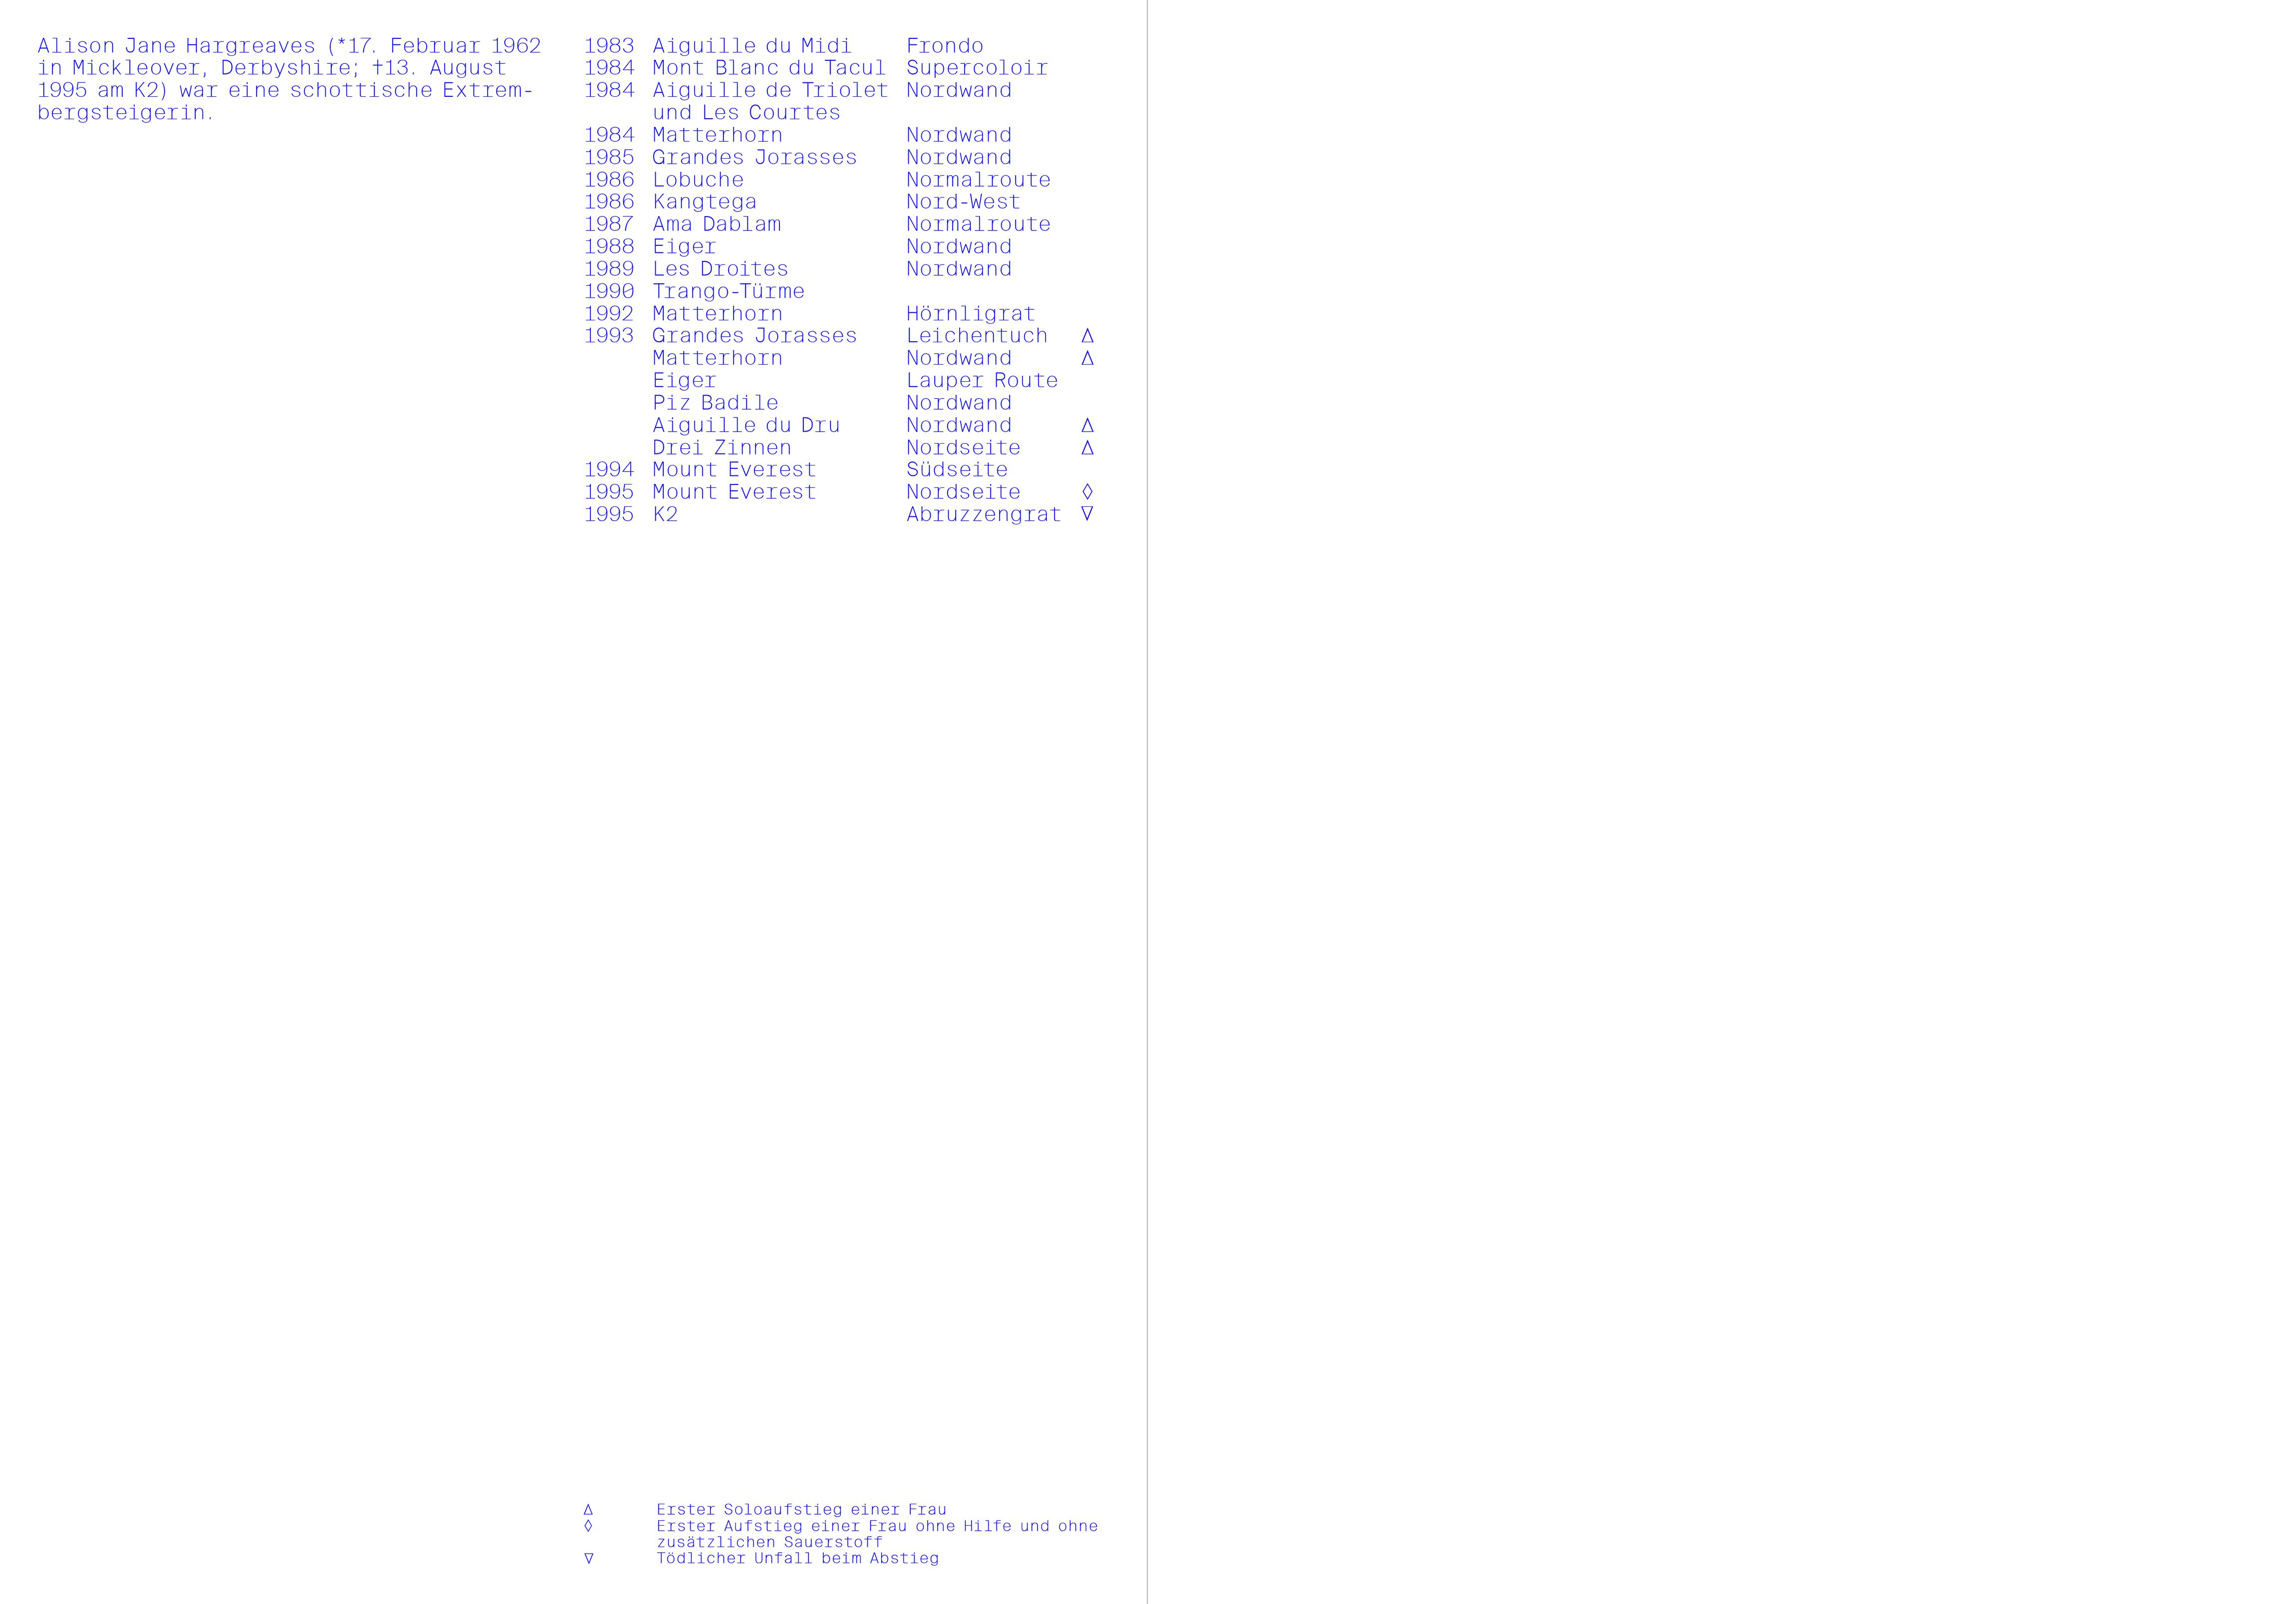 Alison Jane Hargreaves (*17. Februar 1962
in Mickleover, Derbyshire; †13. August
1995 am K2) war eine schottische Extrem-
bergsteigerin.
1983 Aiguille du Midi Frondo
1984 Mont Blanc du Tacul Supercoloir
1984 Aiguille de Triolet Nordwand
und Les Courtes
1984 Matterhorn Nordwand
1985 Grandes Jorasses Nordwand
1986 Lobuche Normalroute
1986 Kangtega Nord-West
1987 Ama Dablam Normalroute
1988 Eiger Nordwand
1989 Les Droites Nordwand
1990 Trango-Türme
1992 Matterhorn Hörnligrat
1993 Grandes Jorasses Leichentuch ∆
Matterhorn Nordwand ∆
Eiger Lauper Route
Piz Badile Nordwand
Aiguille du Dru Nordwand ∆
Drei Zinnen Nordseite ∆
1994 Mount Everest Südseite
1995 Mount Everest Nordseite ◊
1995 K2 Abruzzengrat ∇
∆ Erster Soloaufstieg einer Frau
◊ Erster Aufstieg einer Frau ohne Hilfe und ohne
zusätzlichen Sauerstoff
∇ Tödlicher Unfall beim Abstieg